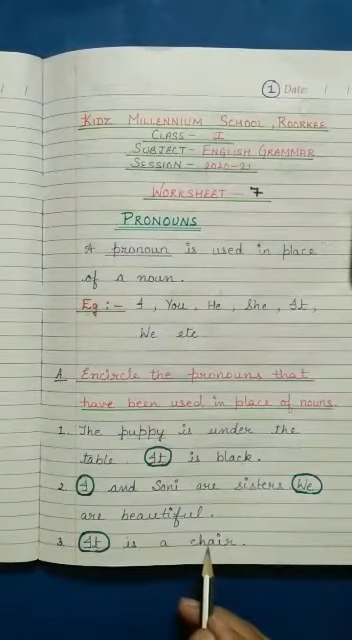 1 Date: / /
KIDZ MILLENNIUM SCHOOL, ROORKEE
CLASS- I
SUBJECT- ENGLISH GRAMMAR
SESSION - 2020-21
WORKSHEET - 7
PRONOUNS
A pronoun is used in place
of a noun.
Eg :- I, You, He, She, It,
We etc
A Encircle the pronouns that
have been used in place of nouns.
1. The puppy is under the
table. It is black.
2. I and Soni are sisters We
are beautiful.
3. It is a chair.